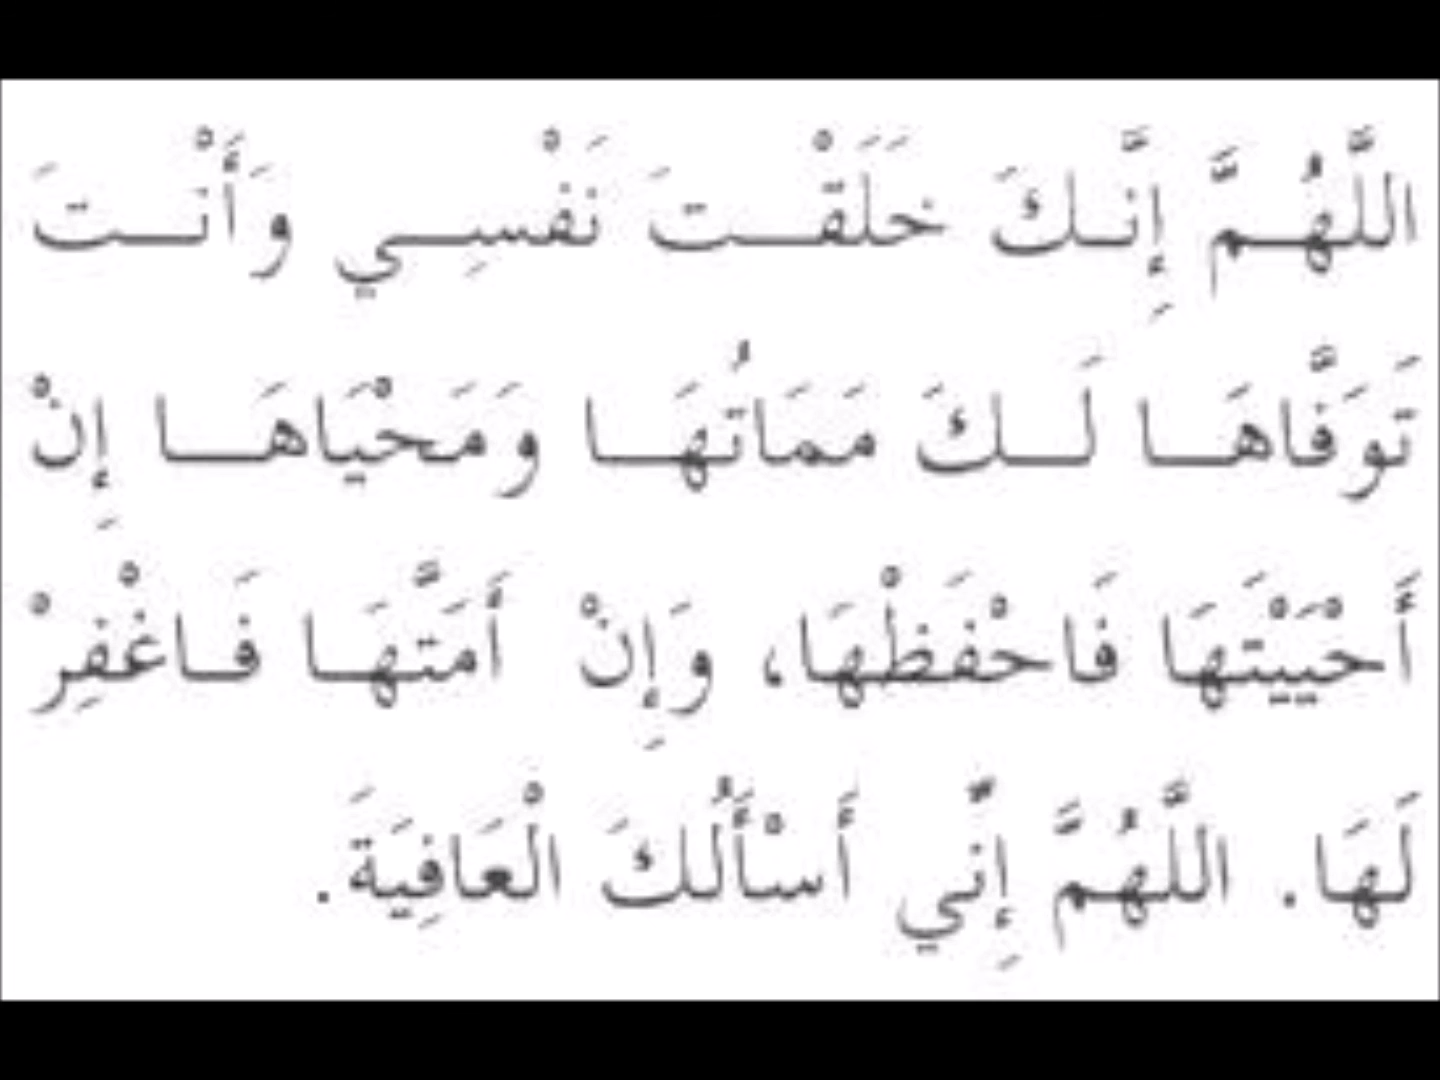 اللَّهُمَّ إِنَّكَ خَلَقْتَ نَفْسِي وَأَنْتَ
تَوَفَّاهَا لَكَ مَمَاتُهَا وَمَحْيَاهَا إِنْ
أَحْيَيْتَهَا فَاحْفَظْهَا، وَإِنْ أَمَتَّهَا فَاغْفِرْ
لَهَا. اللَّهُمَّ إِنِّي أَسْأَلُكَ الْعَافِيَةَ.